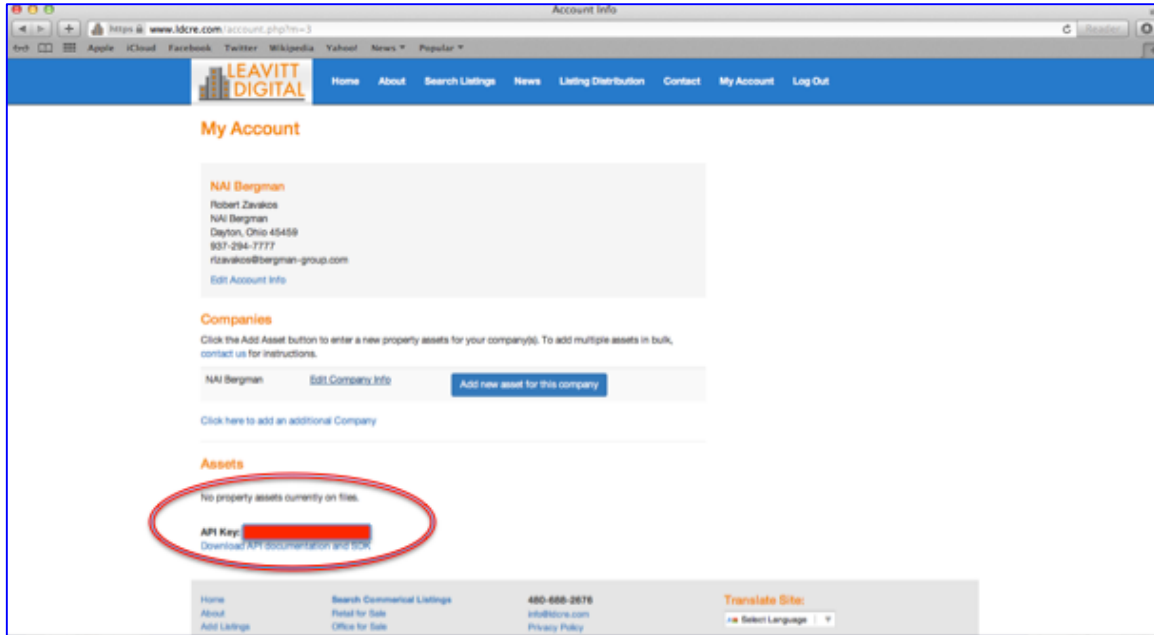 Account Info
https www.ldcre.com/account.php?m=3
Reader
Apple iCloud Facebook Twitter Wikipedia Yahoo! News Popular
LEAVITT
DIGITAL
Home About Search Listings News Listing Distribution Contact My Account Log Out
My Account
NAI Bergman
Robert Zavakos
NAI Bergman
Dayton, Ohio 45459
937-294-7777
rlzavakos@bergman-group.com
Edit Account Info
Companies
Click the Add Asset button to enter a new property assets for your company(s). To add multiple assets in bulk,
contact us for instructions.
NAI Bergman Edit Company Info Add new asset for this company
Click here to add an additional Company
Assets
No property assets currently on files.
API Key:
Download API documentation and SDK
Home Search Commerical Listings 480-688-2676 Translate Site:
About Retail for Sale info@ldcre.com Select Language
Add Listings Office for Sale Privacy Policy